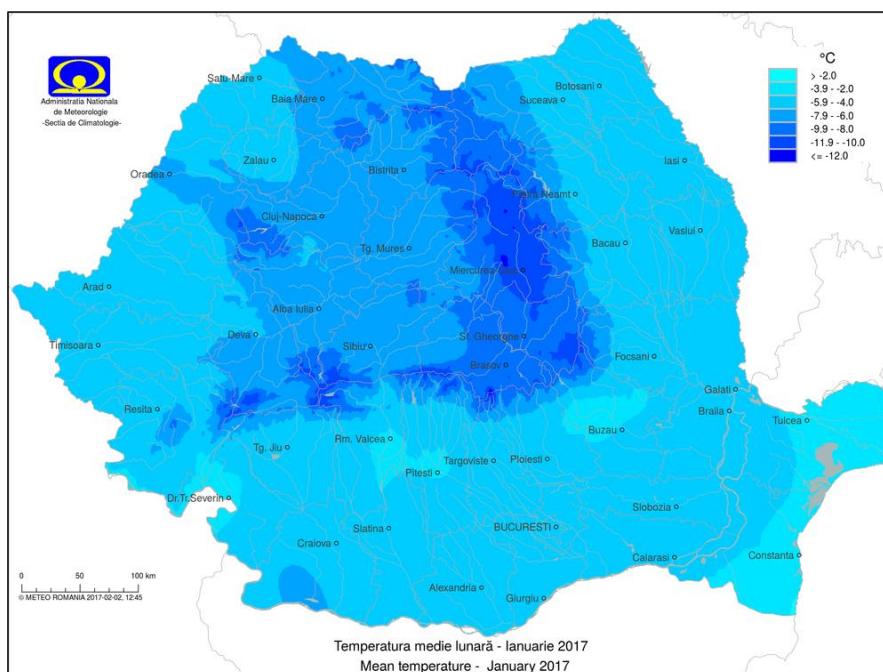 Administratia Nationala
de Meteorologie
-Sectia de Climatologie-
°C
> -2.0
-3.9 - -2.0
-5.9 - -4.0
-7.9 - -6.0
-9.9 - -8.0
-11.9 - -10.0
<= -12.0
Satu-Mare
Baia Mare
Botosani
Suceava
Zalau
Oradea
Bistrita
Iasi
Piatra Neamt
Cluj-Napoca
Vaslui
Tg. Mures
Bacau
Miercurea-Ciuc
Arad
Alba Iulia
Deva
Sibiu
Sf. Gheorghe
Timisoara
Focsani
Brasov
Galati
Resita
Braila
Tulcea
Rm. Valcea
Buzau
Tg. Jiu
Targoviste
Ploiesti
Pitesti
Dr.Tr.Severin
Slobozia
Slatina
BUCURESTI
Craiova
Calarasi
Constanta
Alexandria
Giurgiu
0 50 100 km
© METEO ROMANIA 2017-02-02, 12:45
Temperatura medie lunară - Ianuarie 2017
Mean temperature - January 2017